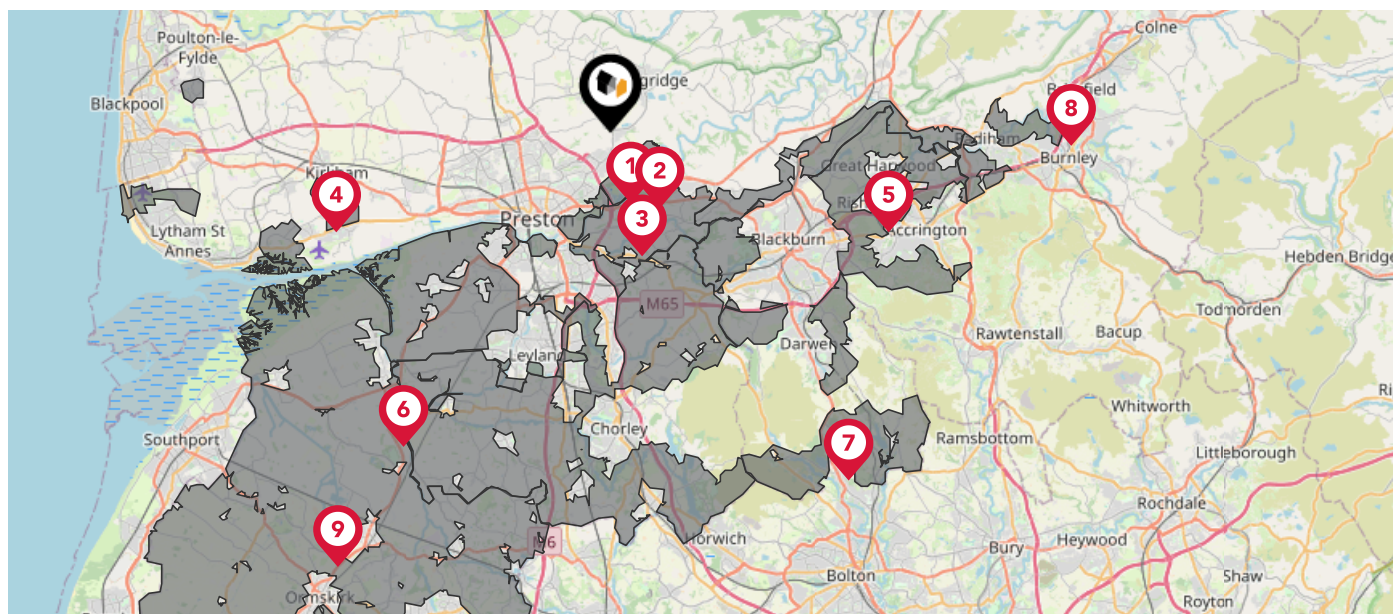 Colne
Poulton-le-
Fylde
Blackpool
Kirkham
Great Harwood
Burnley
1
2
3
4
5
6
7
8
9
Preston
Lytham St
Annes
Blackburn
Accrington
Hebden Bridge
M65
Todmorden
Rawtenstall
Bacup
Leyland
Darwen
Whitworth
Southport
Chorley
Ramsbottom
Littleborough
Rochdale
Horwich
M6
Bury
Heywood
Bolton
Shaw
Ormskirk
Royton